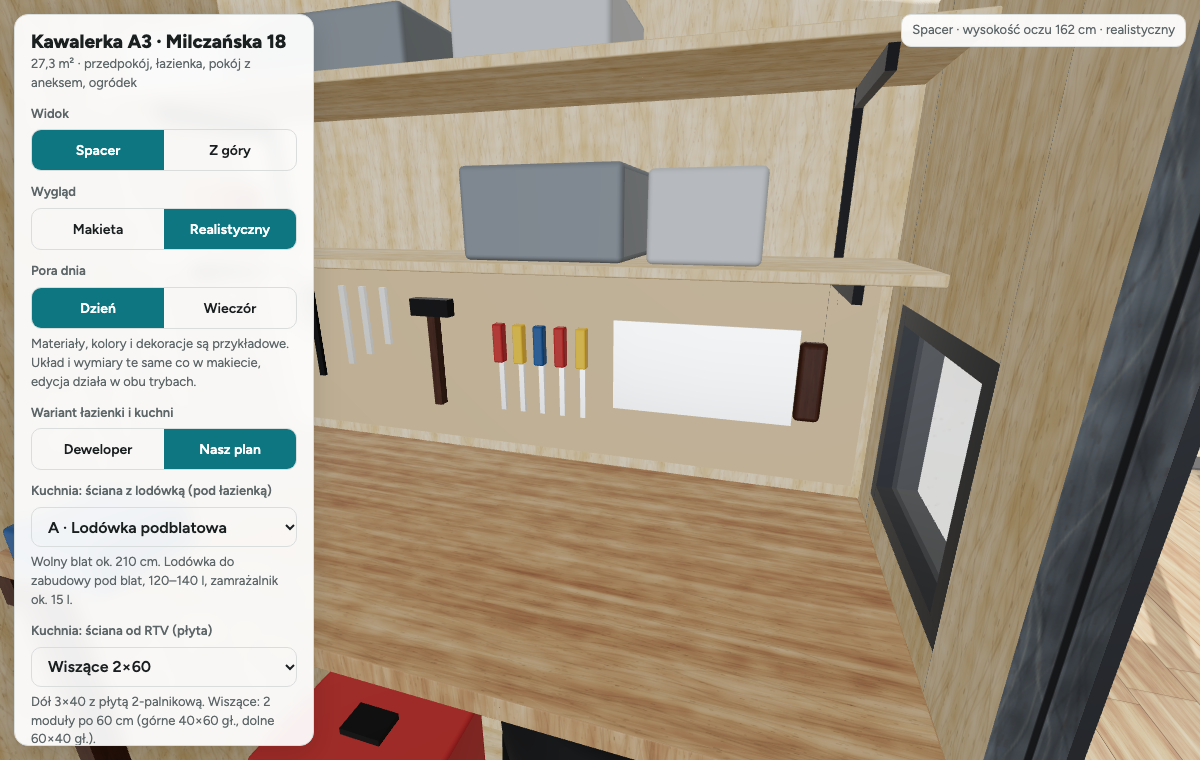 Kawalerka A3 · Milczańska 18
27,3 m² · przedpokój, łazienka, pokój z
aneksem, ogródek
Widok
Spacer
Z góry
Wygląd
Makieta
Realistyczny
Pora dnia
Dzień
Wieczór
Materiały, kolory i dekoracje są przykładowe.
Układ i wymiary te same co w makiecie,
edycja działa w obu trybach.
Wariant łazienki i kuchni
Deweloper
Nasz plan
Kuchnia: ściana z lodówką (pod łazienką)
A · Lodówka podblatowa
Wolny blat ok. 210 cm. Lodówka do
zabudowy pod blat, 120–140 l, zamrażalnik
ok. 15 l.
Kuchnia: ściana od RTV (płyta)
Wiszące 2×60
Dół 3×40 z płytą 2-palnikową. Wiszące: 2
moduły po 60 cm (górne 40×60 gł., dolne
60×40 gł.).
Spacer · wysokość oczu 162 cm · realistyczny